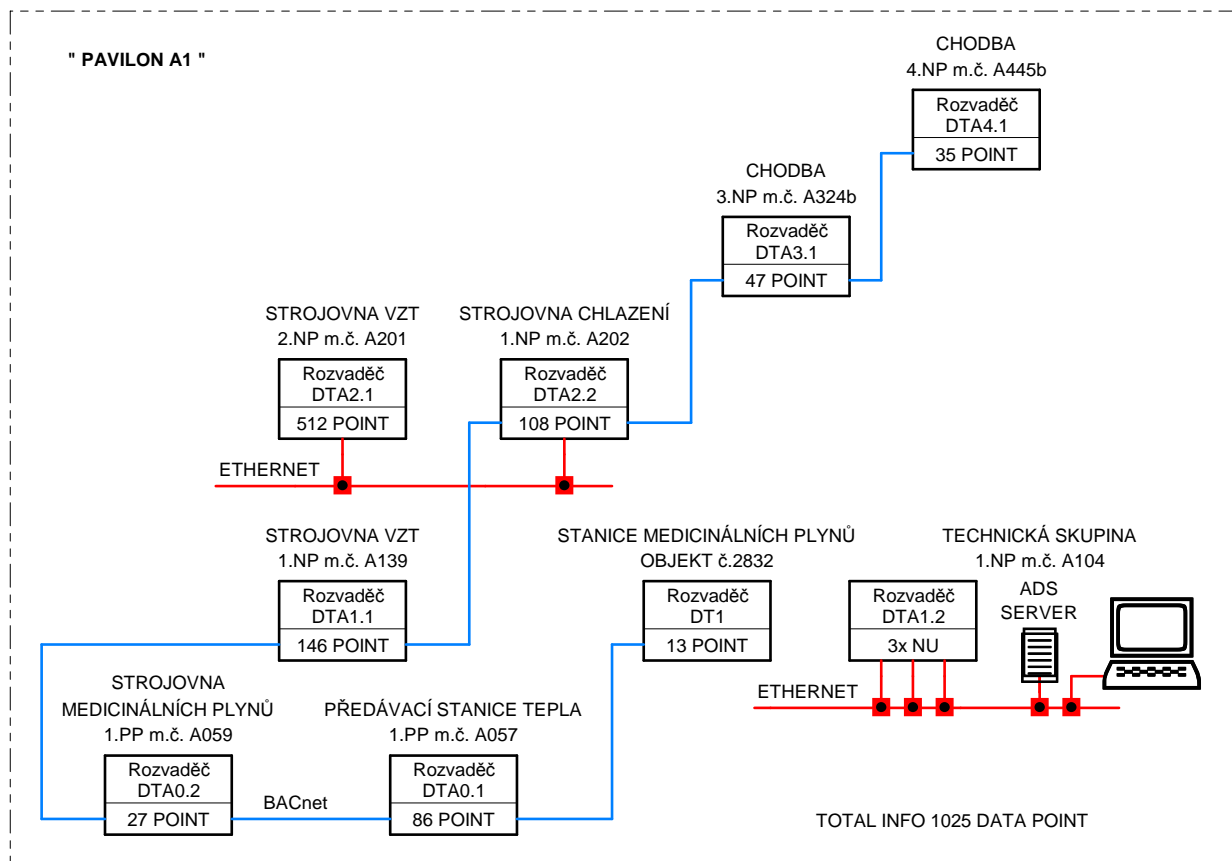 " PAVILON A1 "
CHODBA
4.NP m.č. A445b
Rozvaděč
DTA4.1
35 POINT
CHODBA
3.NP m.č. A324b
Rozvaděč
DTA3.1
47 POINT
STROJOVNA VZT
2.NP m.č. A201
Rozvaděč
DTA2.1
512 POINT
STROJOVNA CHLAZENÍ
1.NP m.č. A202
Rozvaděč
DTA2.2
108 POINT
ETHERNET
STROJOVNA VZT
1.NP m.č. A139
Rozvaděč
DTA1.1
146 POINT
STANICE MEDICINÁLNÍCH PLYNŮ
OBJEKT č.2832
Rozvaděč
DT1
13 POINT
TECHNICKÁ SKUPINA
1.NP m.č. A104
Rozvaděč
DTA1.2
3x NU
ADS
SERVER
ETHERNET
STROJOVNA
MEDICINÁLNÍCH PLYNŮ
1.PP m.č. A059
Rozvaděč
DTA0.2
27 POINT
BACnet
PŘEDÁVACÍ STANICE TEPLA
1.PP m.č. A057
Rozvaděč
DTA0.1
86 POINT
TOTAL INFO 1025 DATA POINT